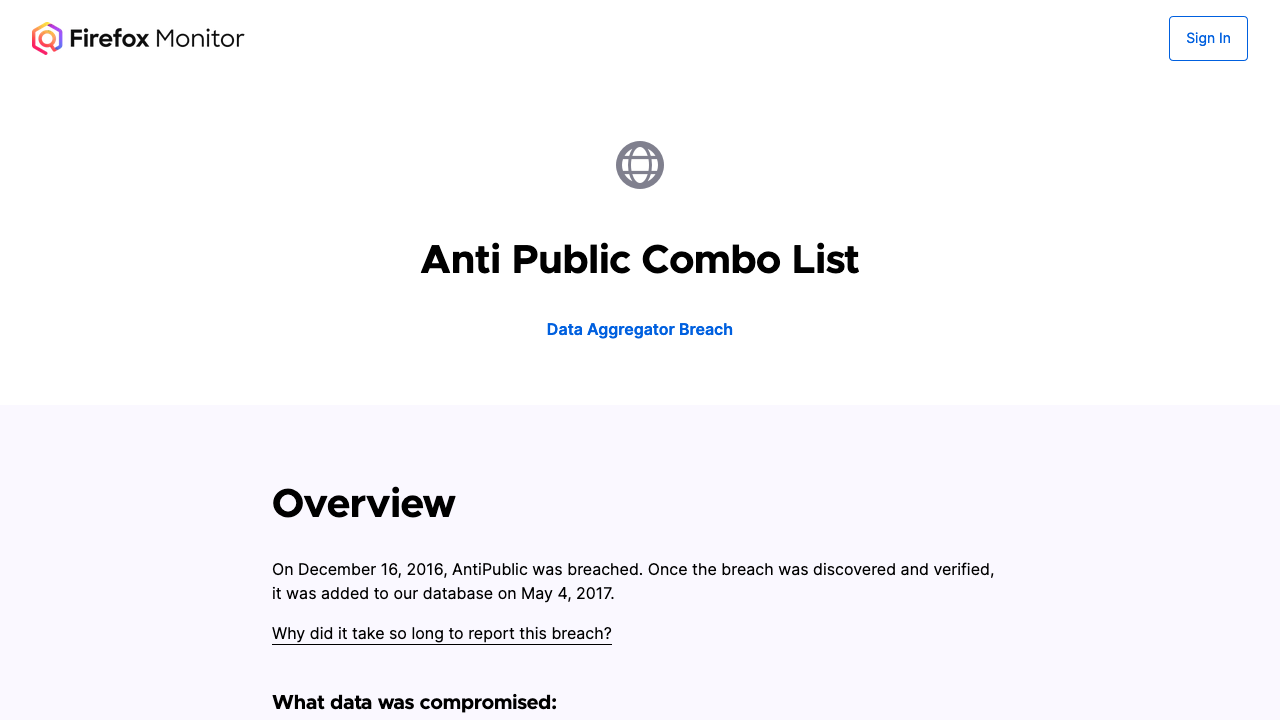 Firefox Monitor
Sign In
Anti Public Combo List
Data Aggregator Breach
Overview
On December 16, 2016, AntiPublic was breached. Once the breach was discovered and verified,
it was added to our database on May 4, 2017.
Why did it take so long to report this breach?
What data was compromised: